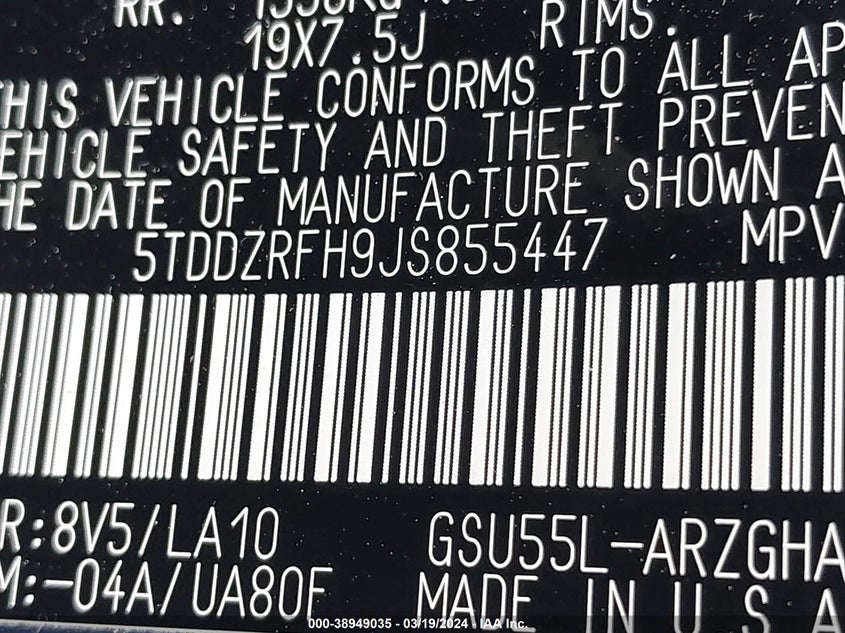 RR.
19X7.5J RIMS.
THIS VEHICLE CONFORMS TO ALL AP
EHICLE SAFETY AND THEFT PREVEN
HE DATE OF MANUFACTURE SHOWN A
5TDDZRFH9JS855447 MPV
R:8V5/LA10 GSU55L-ARZGHA
M:-04A/UA80F MADE IN U S A
000-38949035 - 03/19/2024 - IAA Inc.